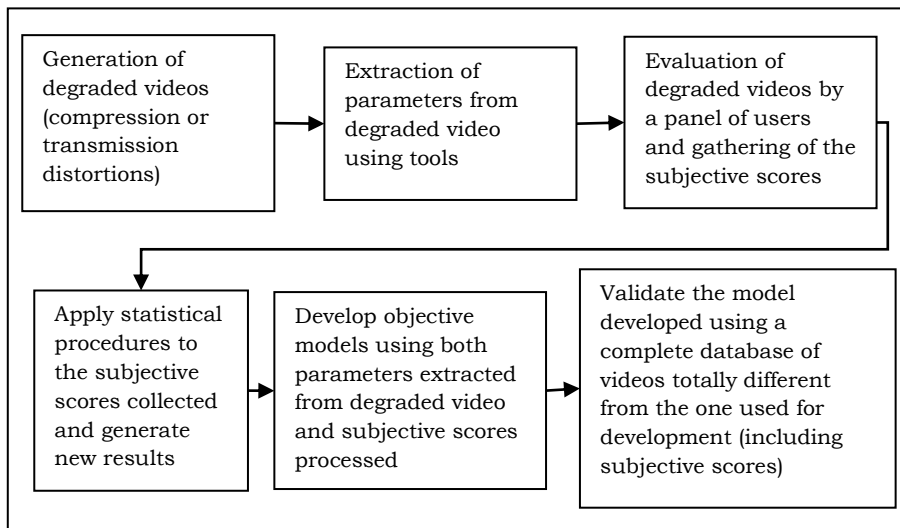 Generation of
degraded videos
(compression or
transmission
distortions)
Extraction of
parameters from
degraded video
using tools
Evaluation of
degraded videos by
a panel of users
and gathering of the
subjective scores
Apply statistical
procedures to
the subjective
scores collected
and generate
new results
Develop objective
models using both
parameters extracted
from degraded video
and subjective scores
processed
Validate the model
developed using a
complete database of
videos totally different
from the one used for
development (including
subjective scores)